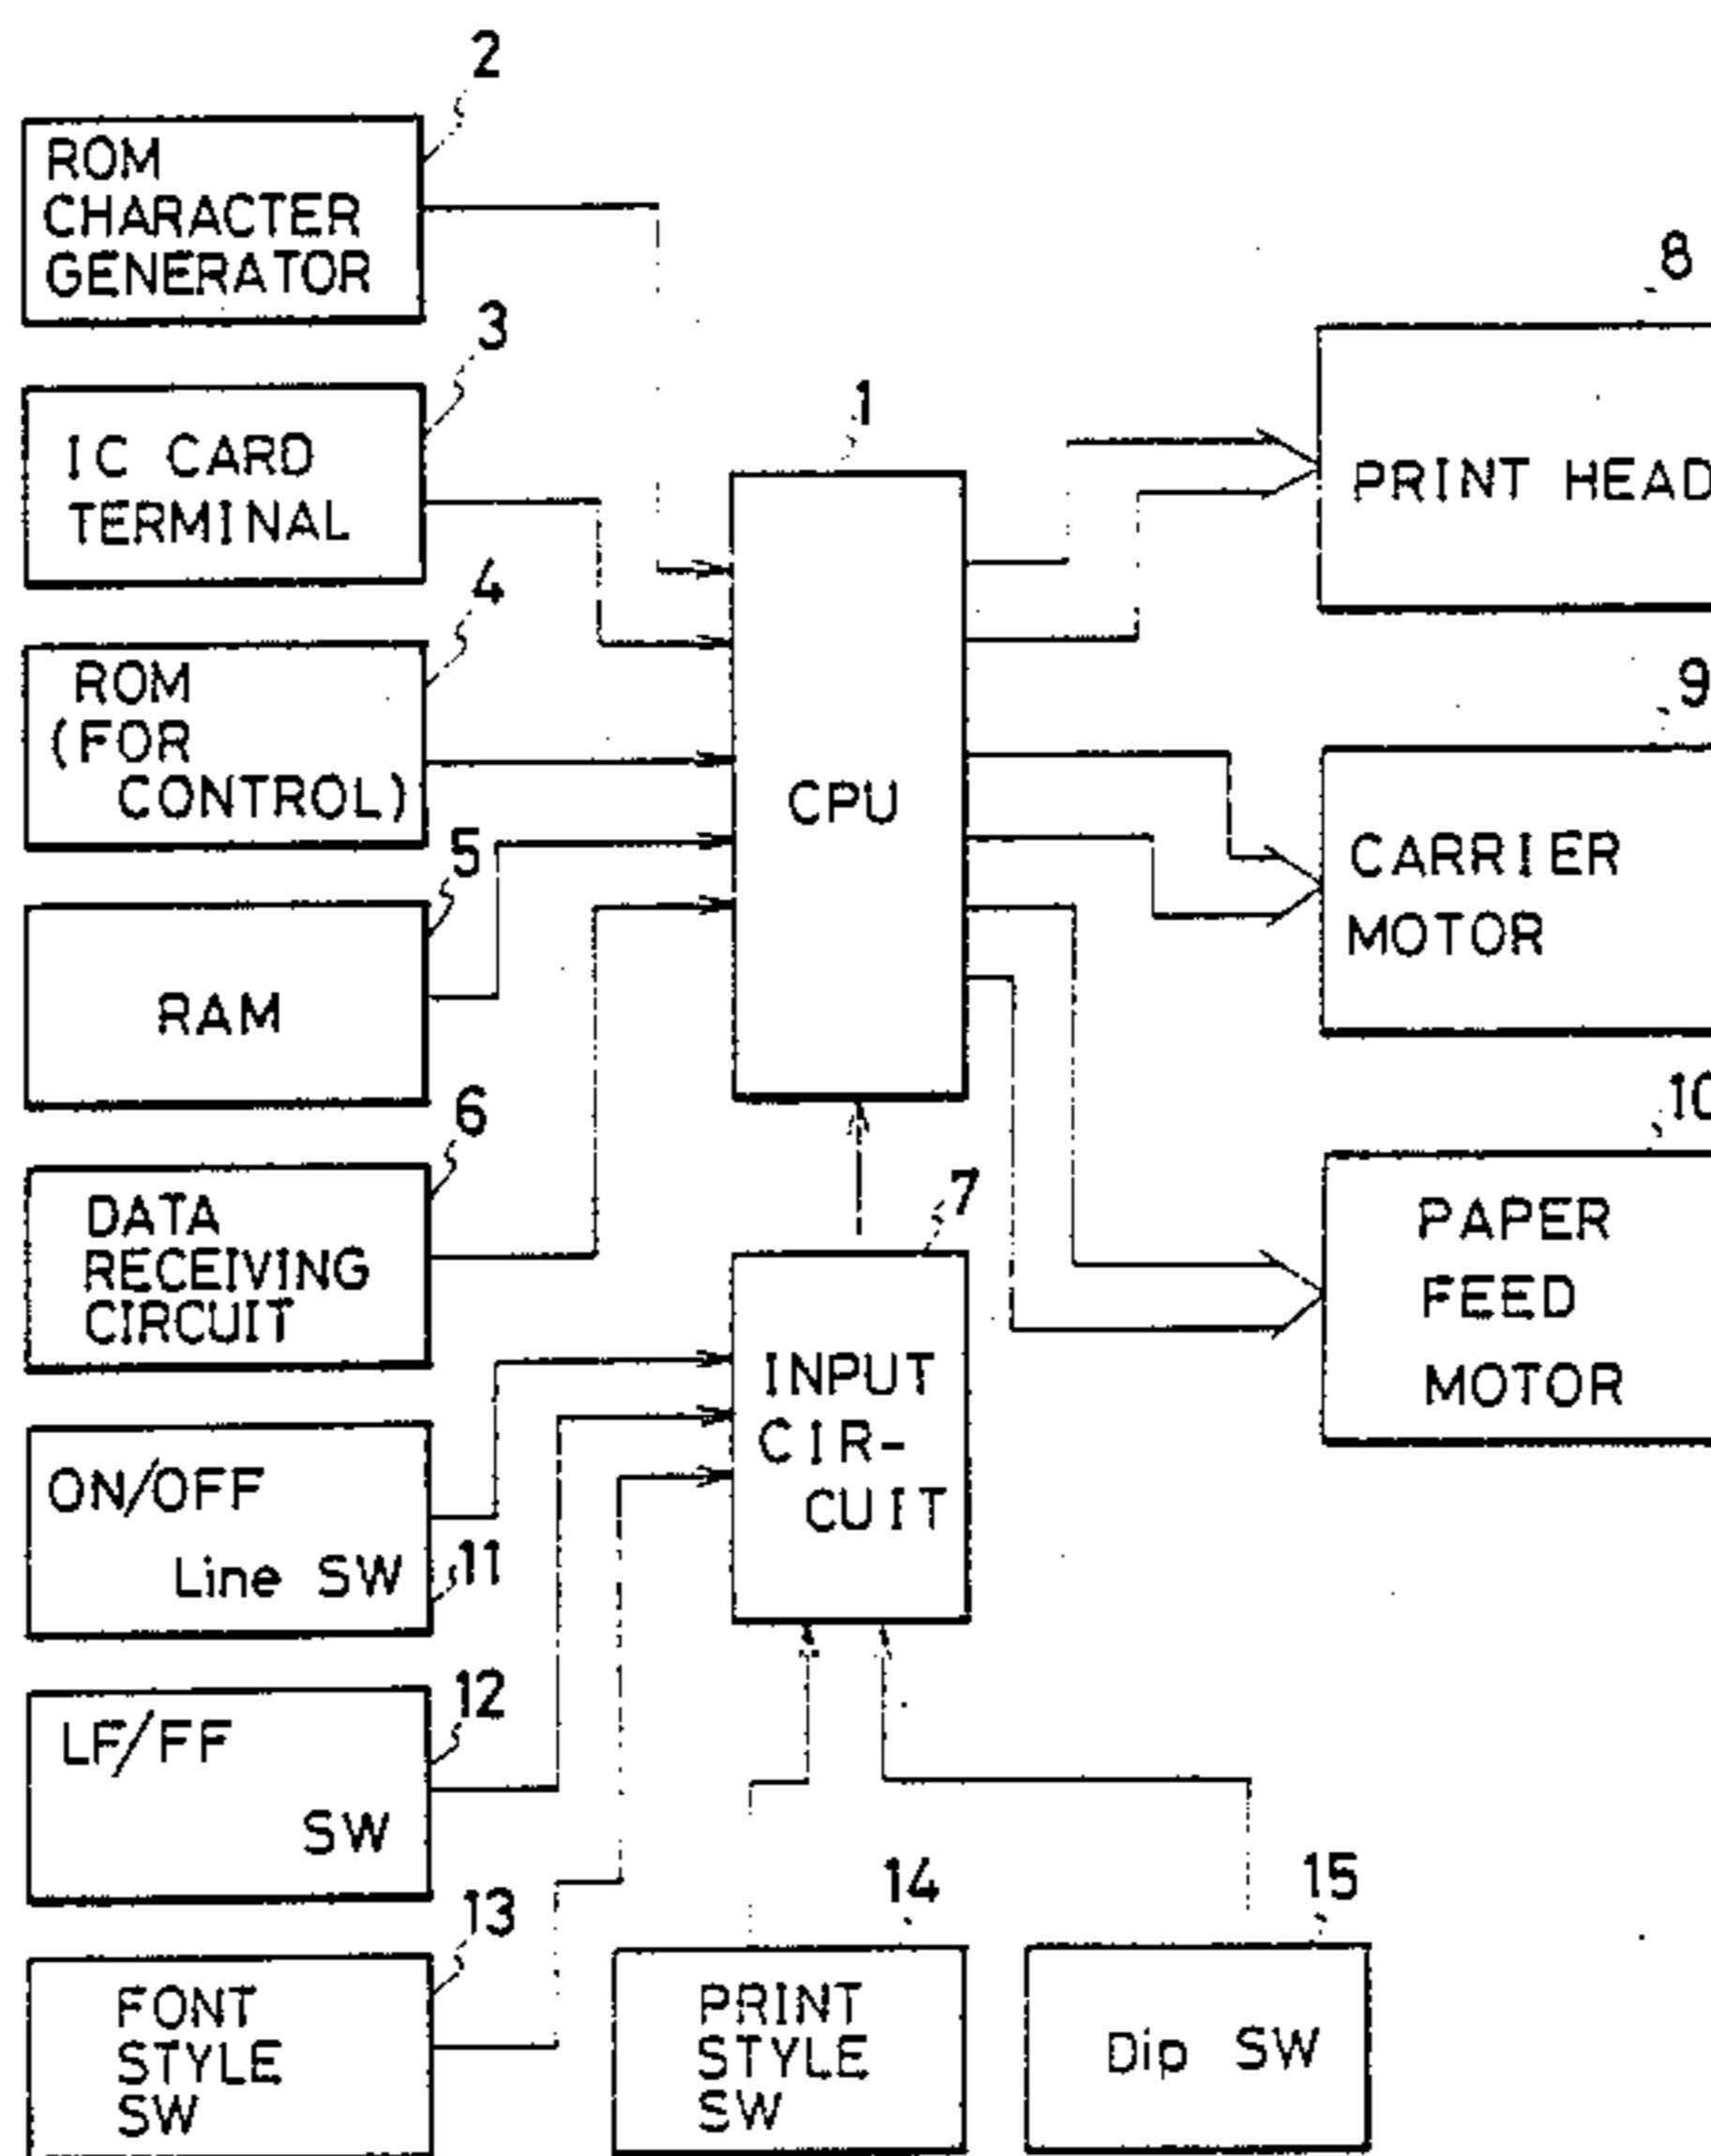 2
ROM
CHARACTER
GENERATOR
3
IC CARD
TERMINAL
4
ROM
(FOR
CONTROL)
5
RAM
6
DATA
RECEIVING
CIRCUIT
ON/OFF
Line SW
11
12
LF/FF
SW
13
FONT
STYLE
SW
1
CPU
7
INPUT
CIR-
CUIT
14
PRINT
STYLE
SW
15
Dip SW
8
PRINT HEAD
9
CARRIER
MOTOR
10
PAPER
FEED
MOTOR